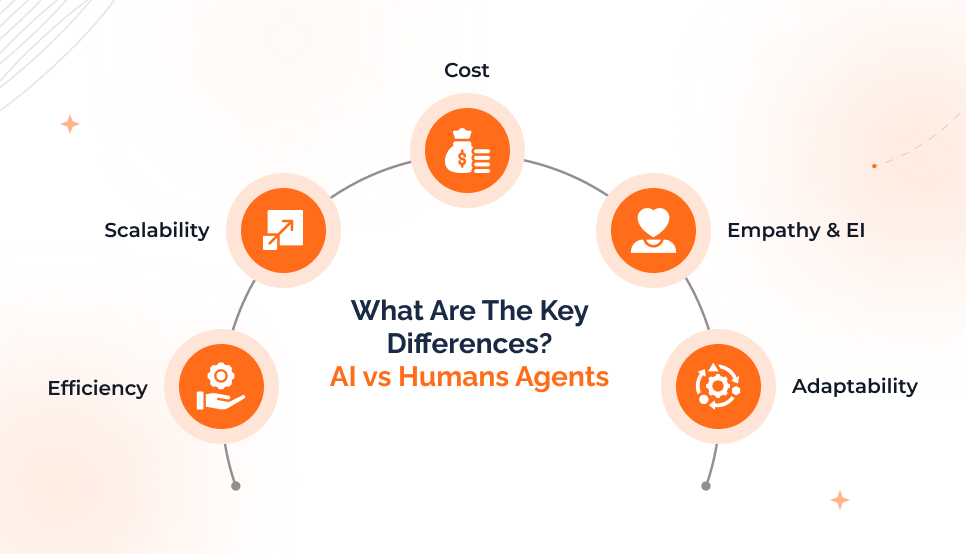 Cost
Scalability
Empathy & EI
What Are The Key
Differences?
AI vs Humans Agents
Efficiency
Adaptability
$